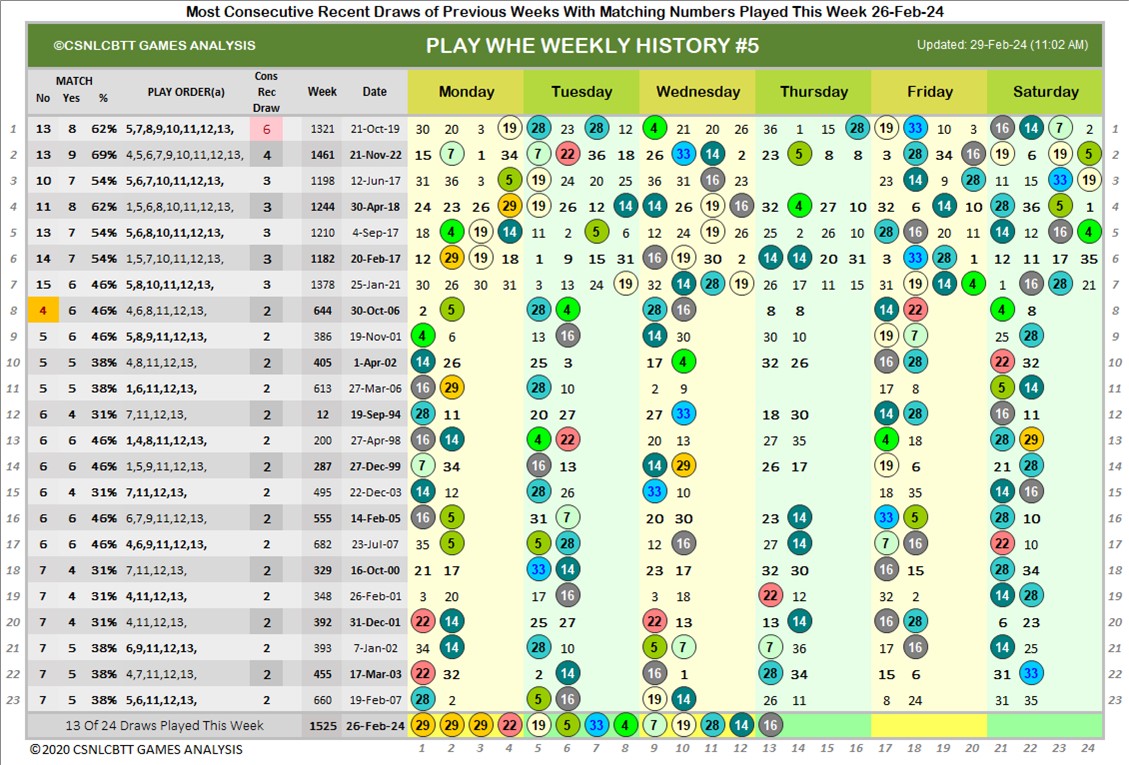 Most Consecutive Recent Draws of Previous Weeks With Matching Numbers Played This Week 26-Feb-24
©CSNLCBTT GAMES ANALYSIS PLAY WHE WEEKLY HISTORY #5 Updated: 29-Feb-24 (11:02 AM)
MATCH
No Yes % PLAY ORDER(a) Cons Rec Draw Week Date Monday Tuesday Wednesday Thursday Friday Saturday
1 13 8 62% 5,7,8,9,10,11,12,13, 6 1321 21-Oct-19 30 20 3 19 28 23 28 12 4 21 20 26 36 1 15 28 19 33 10 3 16 14 7 2 1
2 13 9 69% 4,5,6,7,9,10,11,12,13, 4 1461 21-Nov-22 15 7 1 34 7 22 36 18 26 33 14 2 23 5 8 8 3 28 34 16 19 6 19 5 2
3 10 7 54% 5,6,7,10,11,12,13, 3 1198 12-Jun-17 31 36 3 5 19 24 20 25 36 31 16 23 23 14 9 28 11 15 33 19 3
4 11 8 62% 1,5,6,8,10,11,12,13, 3 1244 30-Apr-18 24 23 26 29 19 26 12 14 14 26 19 16 32 4 27 10 32 6 19 10 28 36 5 1 4
5 13 7 54% 5,6,8,10,11,12,13, 3 1210 4-Sep-17 18 4 19 14 11 2 5 6 12 24 19 26 25 2 26 10 28 16 20 11 14 12 16 4 5
6 14 7 54% 1,5,7,10,11,12,13, 3 1182 20-Feb-17 12 29 19 18 1 9 15 31 16 19 30 2 14 14 20 31 3 33 28 1 12 11 17 35 6
7 15 6 46% 5,8,10,11,12,13, 3 1378 25-Jan-21 30 26 30 31 3 13 24 19 32 14 28 19 26 17 11 15 31 19 14 4 1 16 28 21 7
8 4 6 46% 4,6,8,11,12,13, 2 644 30-Oct-06 2 5 28 4 28 16 8 8 14 22 4 8 8
9 5 6 46% 5,8,9,11,12,13, 2 386 19-Nov-01 4 6 13 16 14 30 30 10 19 7 25 28 9
10 5 5 38% 4,8,11,12,13, 2 405 1-Apr-02 14 26 25 3 17 4 32 26 16 28 22 32 10
11 5 5 38% 1,6,11,12,13, 2 613 27-Mar-06 16 29 28 10 2 9 17 8 5 14 11
12 6 4 31% 7,11,12,13, 2 12 19-Sep-94 28 11 20 27 27 33 18 30 14 28 16 11 12
13 6 6 46% 1,4,8,11,12,13, 2 200 27-Apr-98 16 14 4 22 20 13 27 35 4 18 28 29 13
14 6 6 46% 1,5,9,11,12,13, 2 287 27-Dec-99 7 34 16 13 14 29 26 17 19 6 21 28 14
15 6 4 31% 7,11,12,13, 2 495 22-Dec-03 14 12 28 26 33 10 18 35 14 16 15
16 6 6 46% 6,7,9,11,12,13, 2 555 14-Feb-05 16 5 31 7 20 30 23 14 33 5 28 10 16
17 6 6 46% 4,6,9,11,12,13, 2 682 23-Jul-07 35 5 5 28 12 16 27 14 7 16 22 10 17
18 7 4 31% 7,11,12,13, 2 329 16-Oct-00 21 17 33 14 23 17 32 30 16 15 28 34 18
19 7 4 31% 4,11,12,13, 2 348 26-Feb-01 3 20 17 16 3 18 22 12 32 2 14 28 19
20 7 4 31% 4,11,12,13, 2 392 31-Dec-01 22 14 25 27 22 13 13 14 16 28 6 23 20
21 7 5 38% 6,9,11,12,13, 2 393 7-Jan-02 34 14 28 10 5 7 7 36 17 16 14 25 21
22 7 5 38% 4,7,11,12,13, 2 455 17-Mar-03 22 32 2 14 16 1 28 34 15 6 31 33 22
23 7 5 38% 5,6,11,12,13, 2 660 19-Feb-07 28 2 5 16 19 14 26 11 8 24 31 35 23
13 Of 24 Draws Played This Week 1525 26-Feb-24 29 29 29 22 19 5 33 4 7 19 28 14 16
© 2020 CSNLCBTT GAMES ANALYSIS 1 2 3 4 5 6 7 8 9 10 11 12 13 14 15 16 17 18 19 20 21 22 23 24